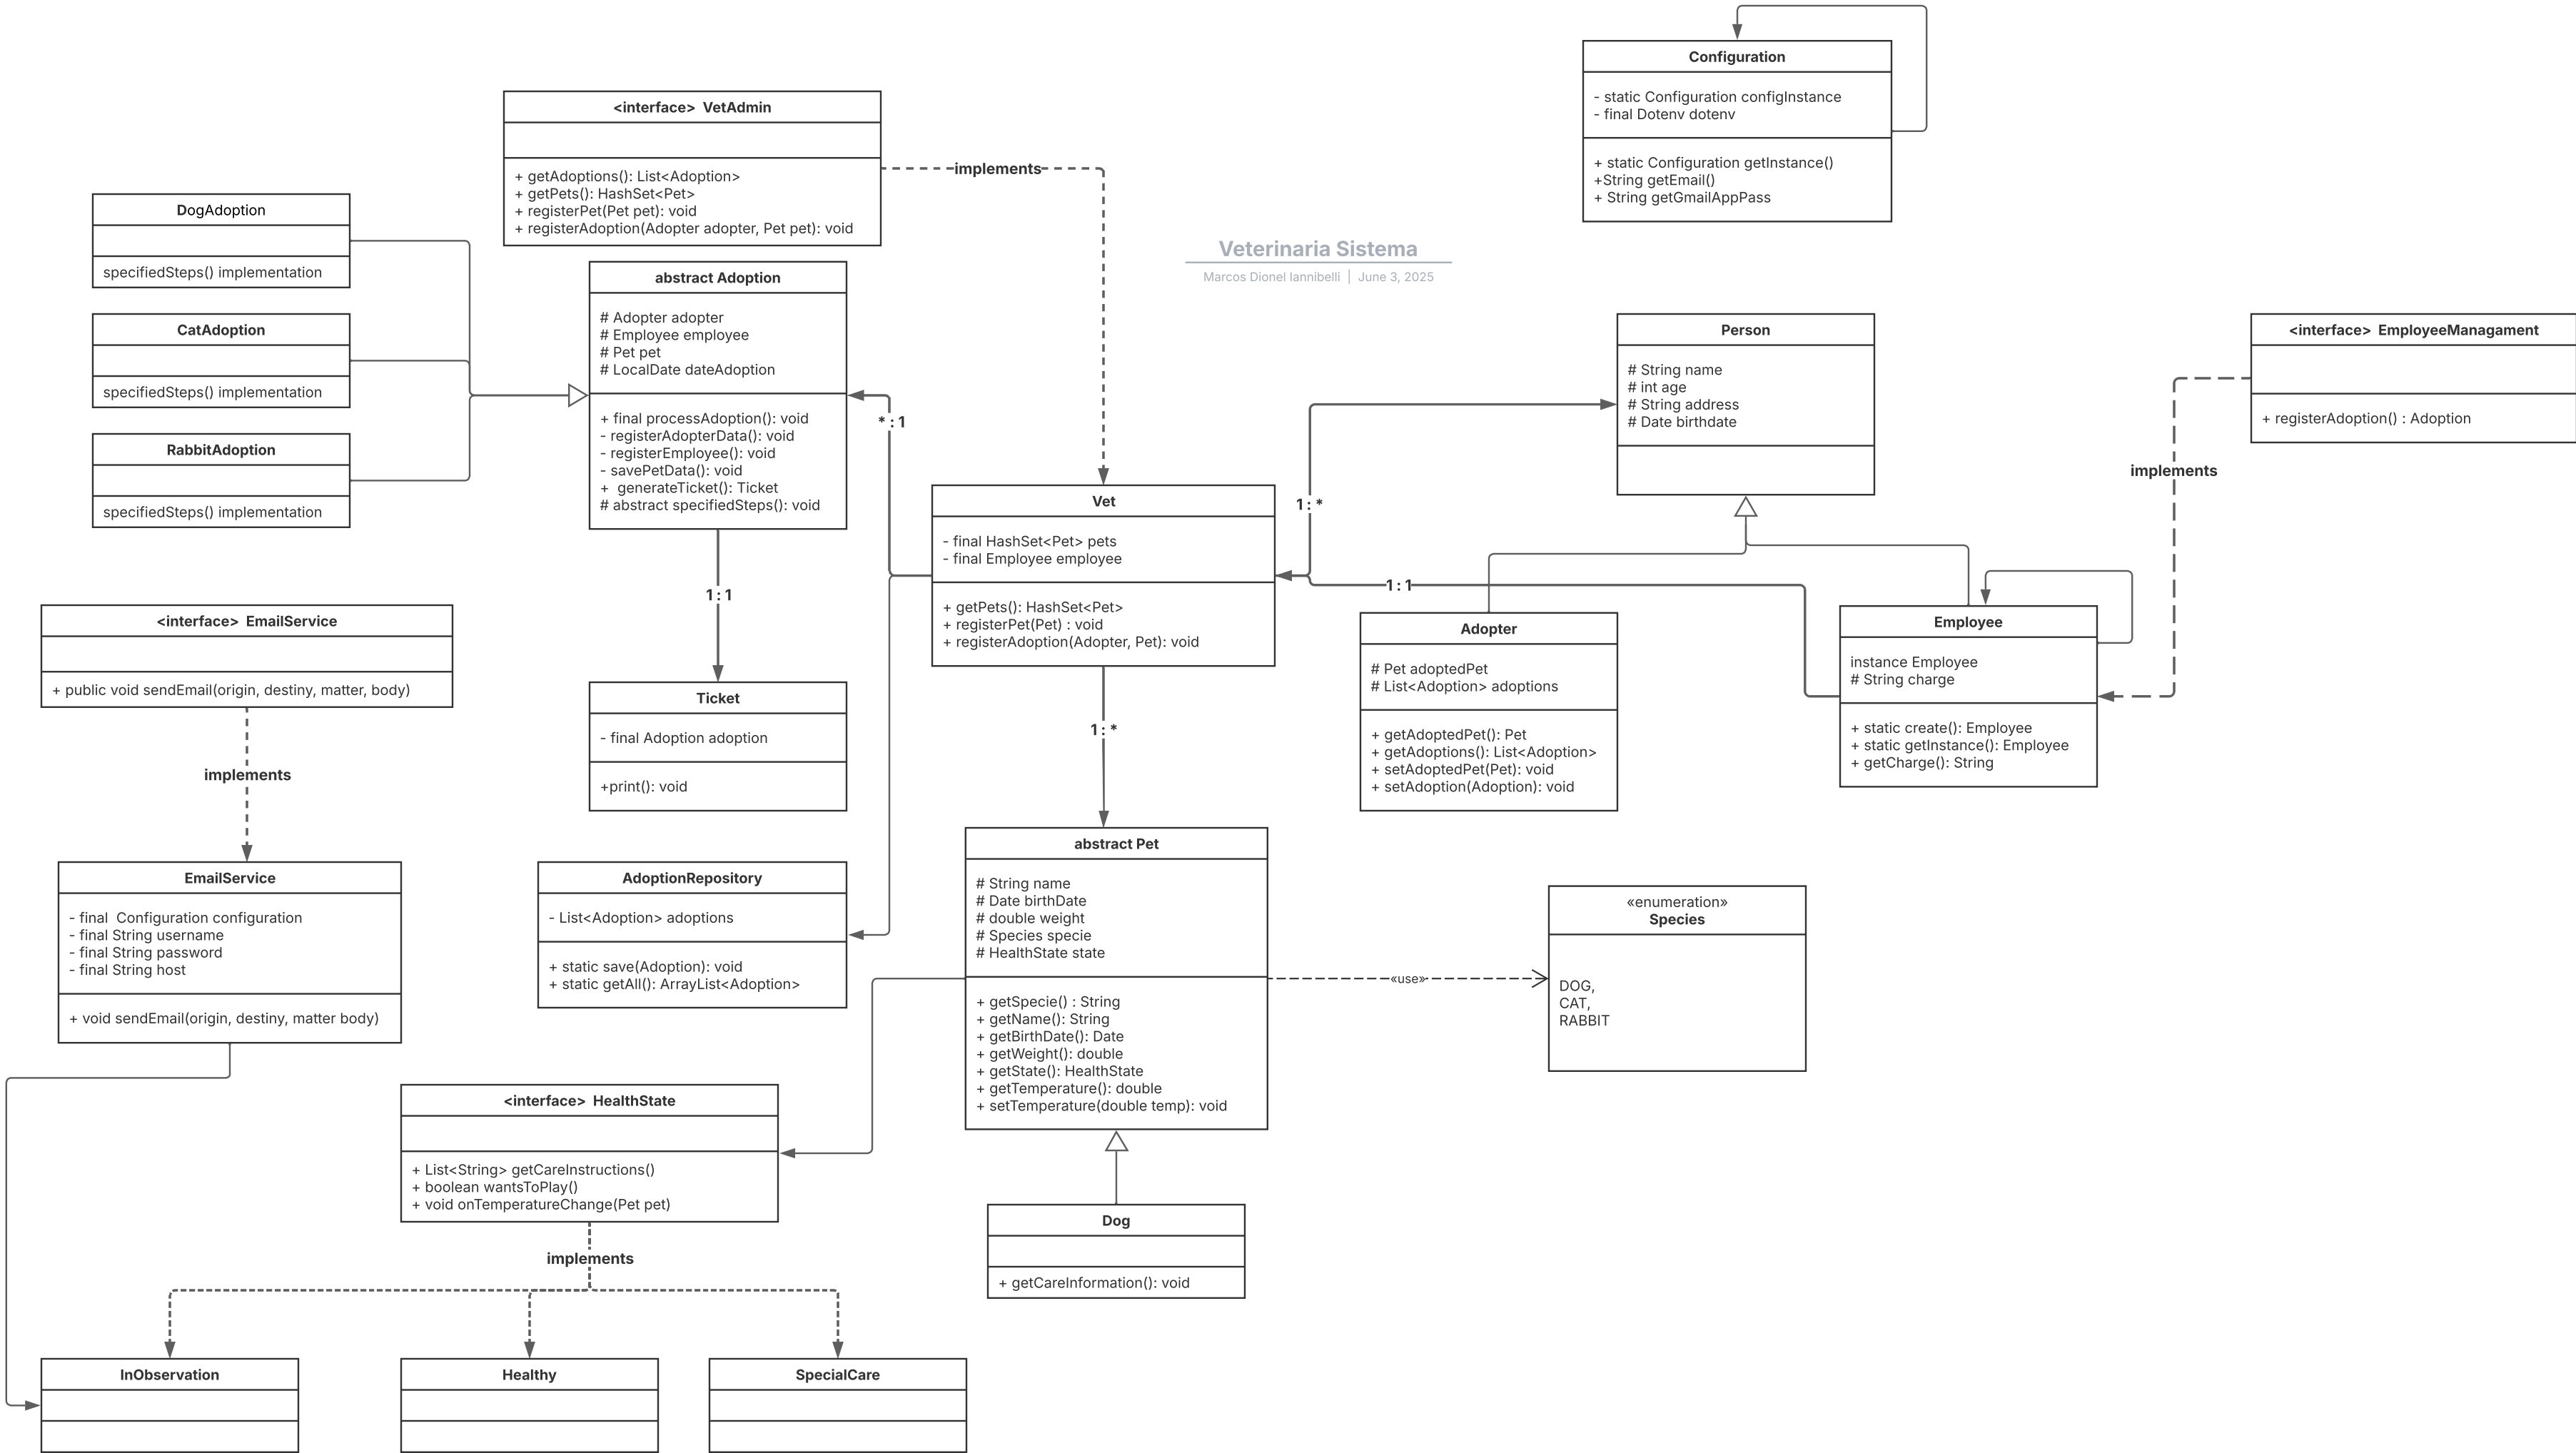 Configuration
- static Configuration configInstance
- final Dotenv dotenv
+ static Configuration getInstance()
+String getEmail()
+ String getGmailAppPass
<interface> VetAdmin
+ getAdoptions(): List<Adoption>
+ getPets(): HashSet<Pet>
+ registerPet(Pet pet): void
+ registerAdoption(Adopter adopter, Pet pet): void
implements
Veterinaria Sistema
Marcos Dionel Iannibelli | June 3, 2025
DogAdoption
specifiedSteps() implementation
CatAdoption
specifiedSteps() implementation
RabbitAdoption
specifiedSteps() implementation
abstract Adoption
# Adopter adopter
# Employee employee
# Pet pet
# LocalDate dateAdoption
+ final processAdoption(): void
- registerAdopterData(): void
- registerEmployee(): void
- savePetData(): void
+ generateTicket(): Ticket
# abstract specifiedSteps(): void
* : 1
Person
# String name
# int age
# String address
# Date birthdate
<interface> EmployeeManagament
+ registerAdoption() : Adoption
implements
Vet
- final HashSet<Pet> pets
- final Employee employee
+ getPets(): HashSet<Pet>
+ registerPet(Pet) : void
+ registerAdoption(Adopter, Pet): void
1 : *
1 : 1
1 : 1
<interface> EmailService
+ public void sendEmail(origin, destiny, matter, body)
implements
Ticket
- final Adoption adoption
+print(): void
Adopter
# Pet adoptedPet
# List<Adoption> adoptions
+ getAdoptedPet(): Pet
+ getAdoptions(): List<Adoption>
+ setAdoptedPet(Pet): void
+ setAdoption(Adoption): void
Employee
instance Employee
# String charge
+ static create(): Employee
+ static getInstance(): Employee
+ getCharge(): String
1 : *
EmailService
- final  Configuration configuration
- final String username
- final String password
- final String host
+ void sendEmail(origin, destiny, matter body)
AdoptionRepository
- List<Adoption> adoptions
+ static save(Adoption): void
+ static getAll(): ArrayList<Adoption>
abstract Pet
# String name
# Date birthDate
# double weight
# Species specie
# HealthState state
+ getSpecie() : String
+ getName(): String
+ getBirthDate(): Date
+ getWeight(): double
+ getState(): HealthState
+ getTemperature(): double
+ setTemperature(double temp): void
«use»
«enumeration»
Species
DOG,
CAT,
RABBIT
<interface> HealthState
+ List<String> getCareInstructions()
+ boolean wantsToPlay()
+ void onTemperatureChange(Pet pet)
implements
Dog
+ getCareInformation(): void
InObservation
Healthy
SpecialCare